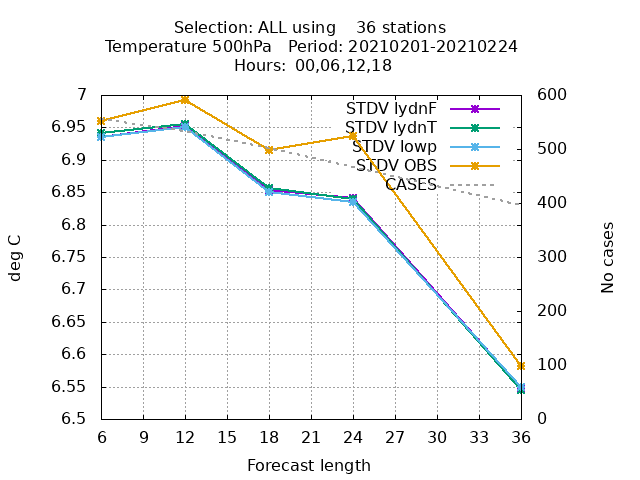 Selection: ALL using    36 stations
Temperature 500hPa   Period: 20210201-20210224
Hours:  00,06,12,18
STDV lydnF
STDV lydnT
STDV lowp
STDV OBS
CASES
7
6.95
6.9
6.85
6.8
6.75
6.7
6.65
6.6
6.55
6.5
600
500
400
300
200
100
0
deg C
No cases
6 9 12 15 18 21 24 27 30 33 36
Forecast length